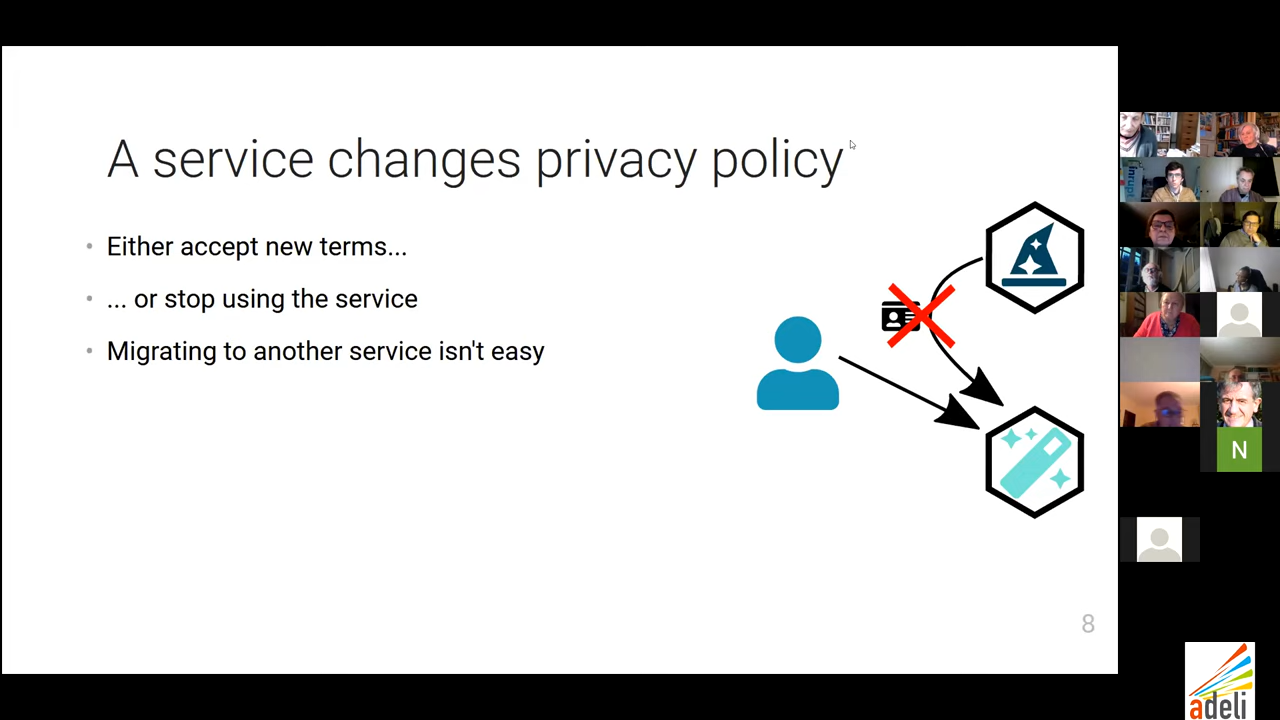 A service changes privacy policy
• Either accept new terms...
• ... or stop using the service
• Migrating to another service isn't easy
8
inrupt
N
adeli